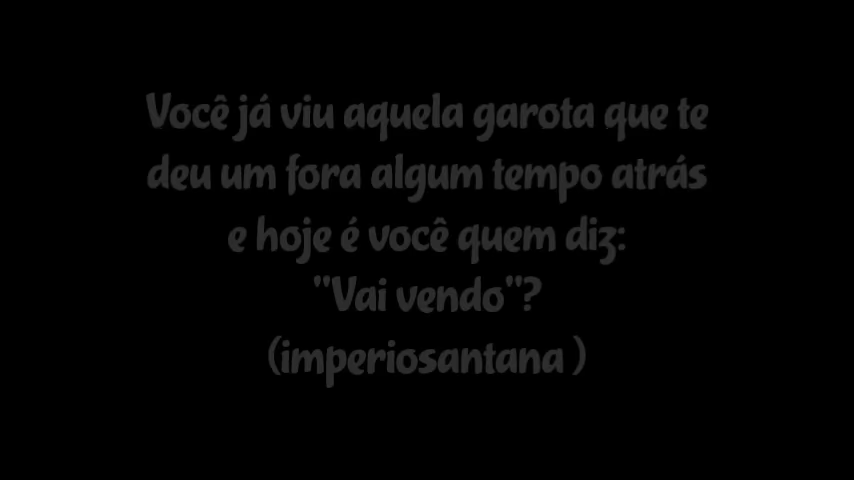 Você já viu aquela garota que te
deu um fora algum tempo atrás
e hoje é você quem diz:
"Vai vendo"?
(imperiosantana )